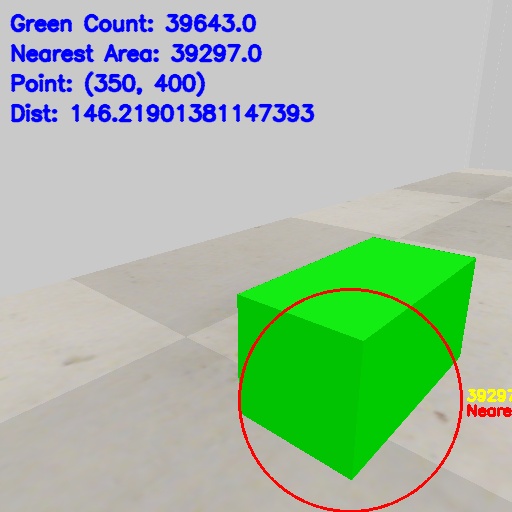 Green Count: 39643.0
Nearest Area: 39297.0
Point: (350, 400)
Dist: 146.21901381147393
39297
Neare